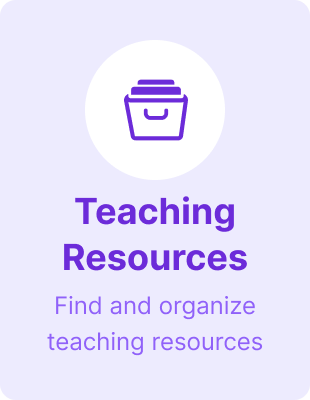 Teaching
Resources
Find and organize
teaching resources